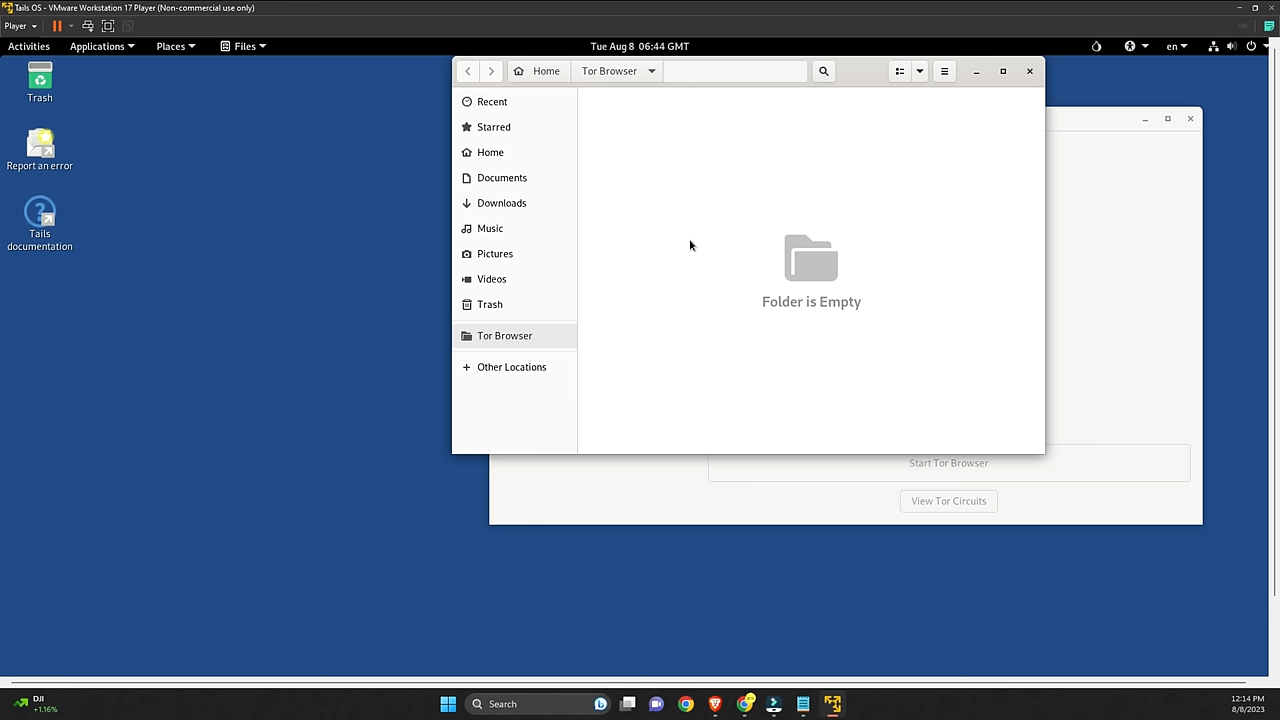 Tails OS - VMware Workstation 17 Player (Non-commercial use only)
Player
Activities Applications Places Files Tue Aug 8 06:44 GMT en
Trash
Report an error
Tails
documentation
Home Tor Browser
Recent
Starred
Home
Documents
Downloads
Music
Pictures
Videos
Trash
Tor Browser
Other Locations
Folder is Empty
Start Tor Browser
View Tor Circuits
DJI
+1.16%
Search
12:14 PM
8/8/2023